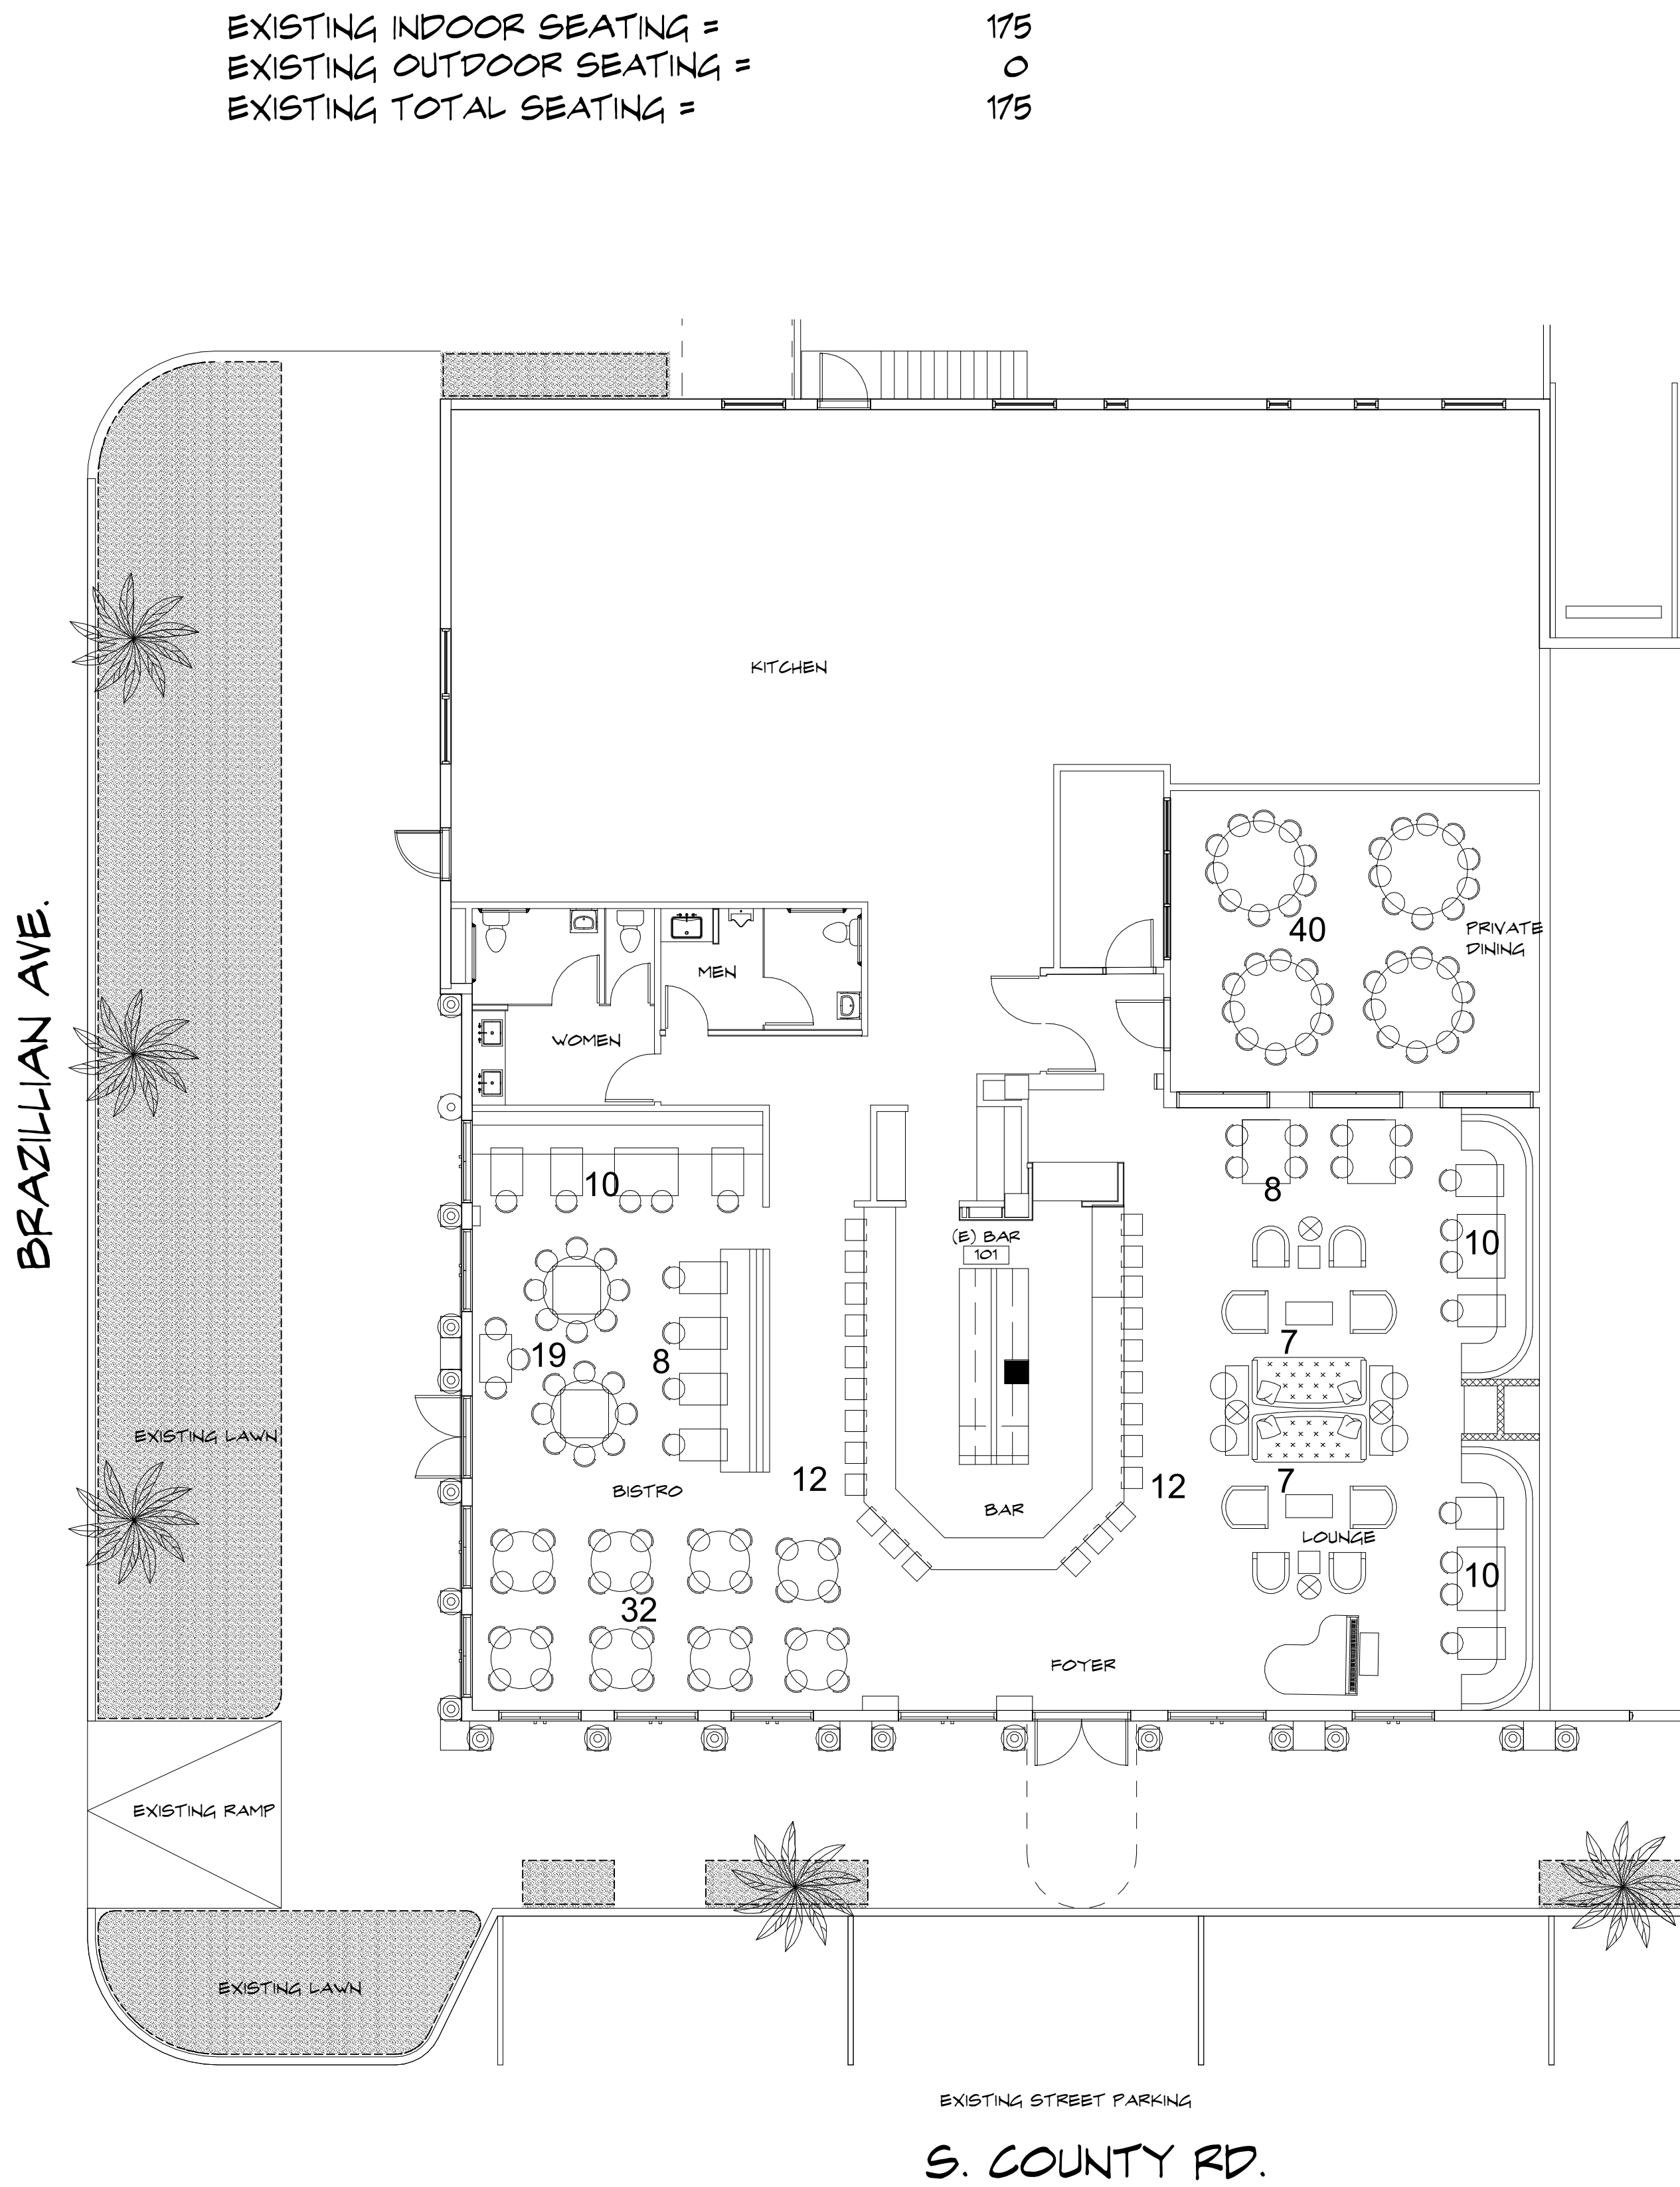 EXISTING INDOOR SEATING = 175
EXISTING OUTDOOR SEATING = 0
EXISTING TOTAL SEATING = 175
KITCHEN
40
PRIVATE
DINING
MEN
WOMEN
BRAZILLIAN AVE.
10
8
(E) BAR
101
10
19
8
7
EXISTING LAWN
12
12
7
BISTRO
BAR
LOUNGE
10
32
FOYER
EXISTING RAMP
EXISTING LAWN
EXISTING STREET PARKING
S. COUNTY RD.